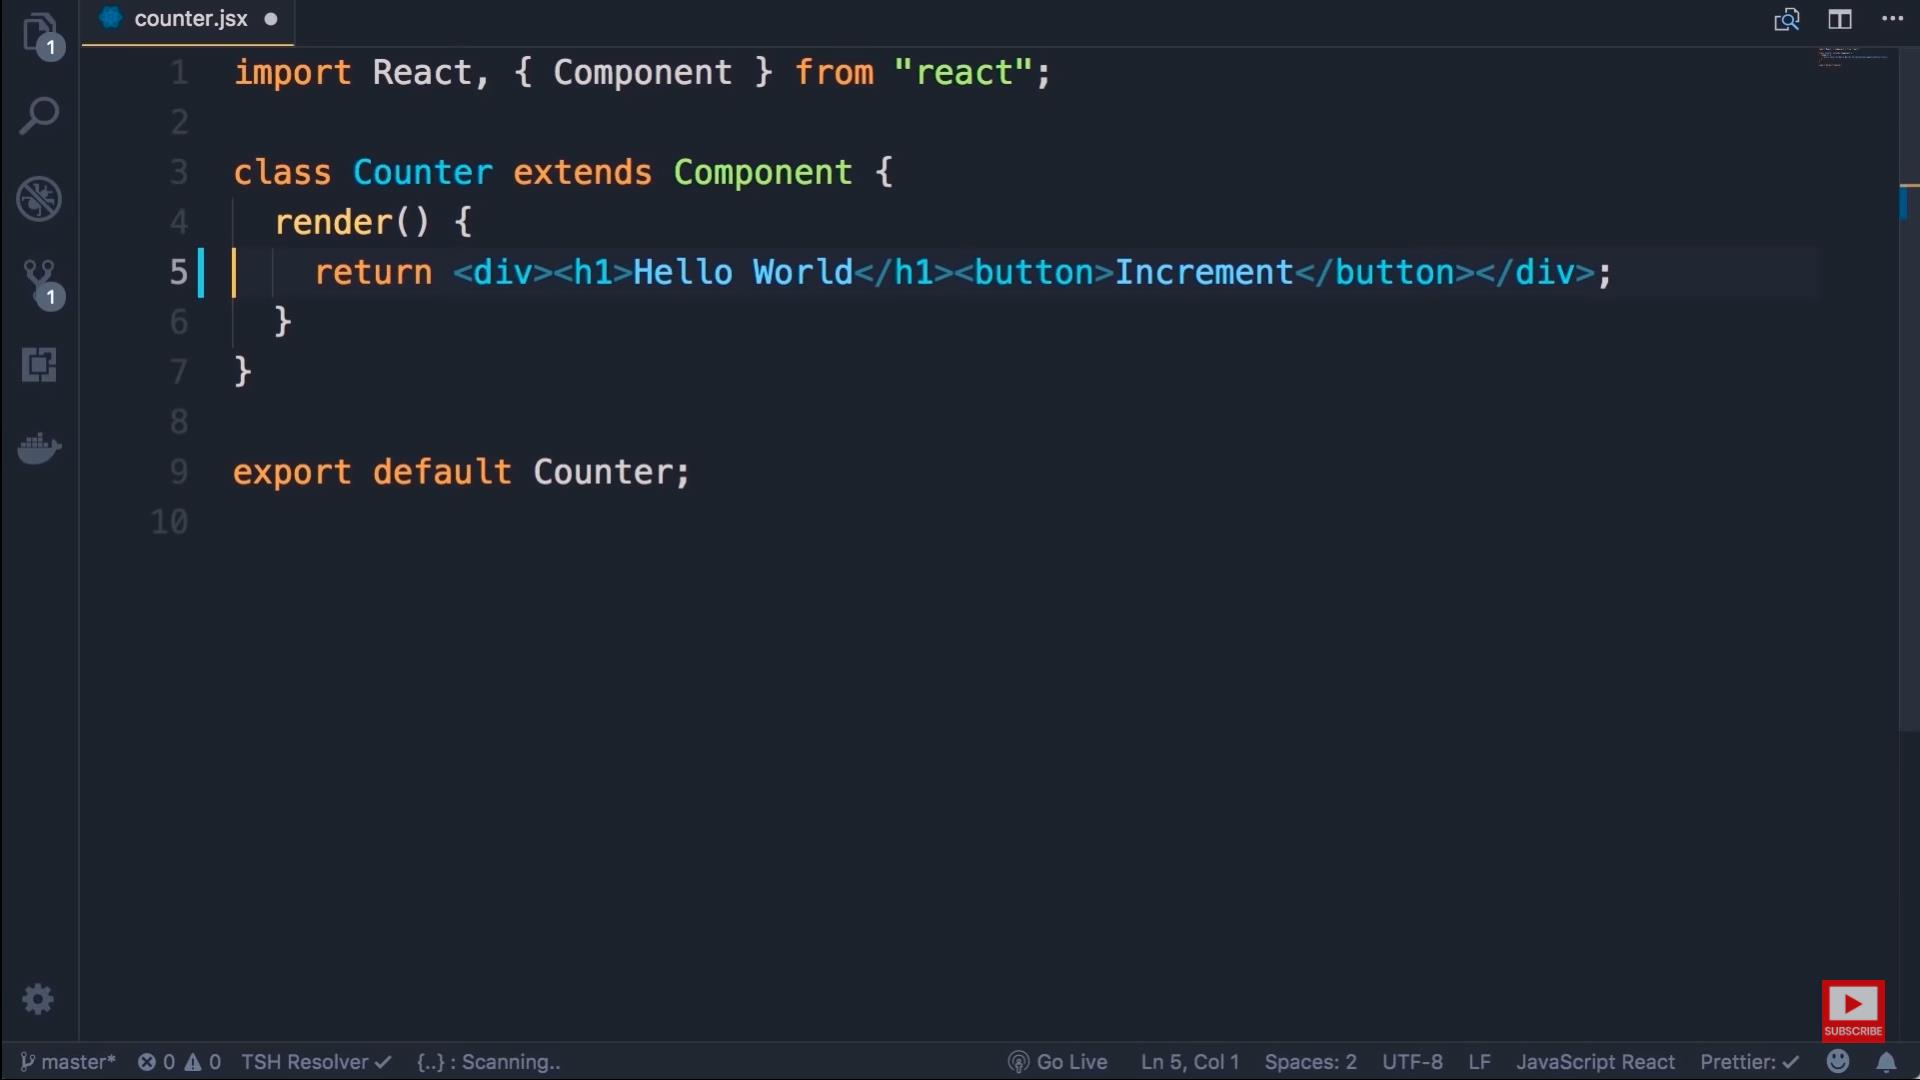 counter.jsx
1
1 import React, { Component } from "react";
2
3 class Counter extends Component {
4 render() {
5 return <div><h1>Hello World</h1><button>Increment</button></div>;
6 }
7 }
8
9 export default Counter;
10
1
SUBSCRIBE
master* 0 0 TSH Resolver {..} : Scanning.. Go Live Ln 5, Col 1 Spaces: 2 UTF-8 LF JavaScript React Prettier: